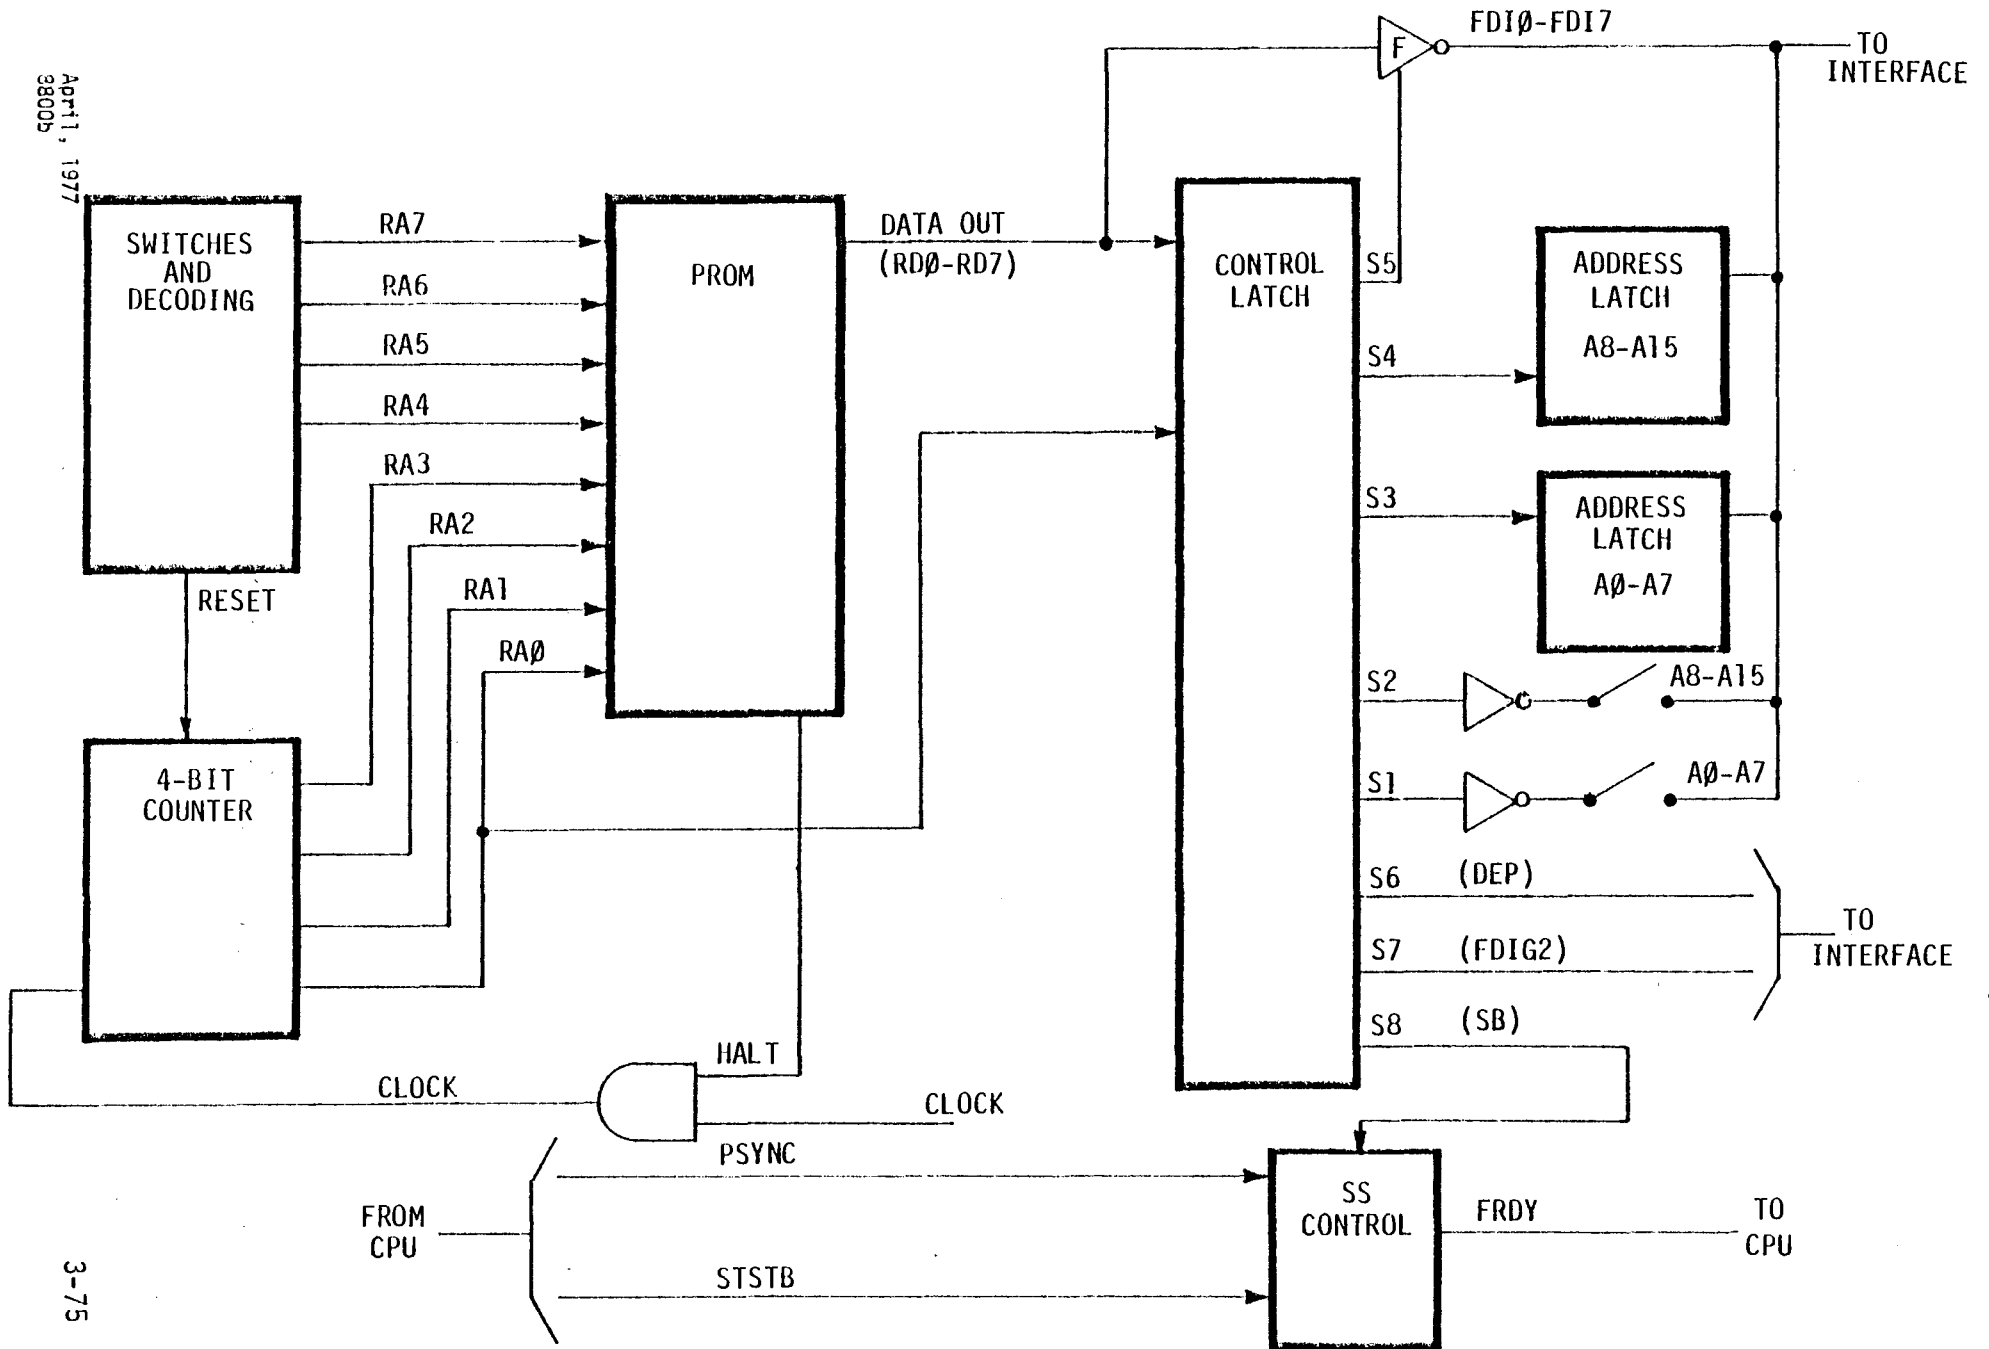 April, 1977
8800b
FDIØ-FDI7
TO
INTERFACE
SWITCHES
AND
DECODING
RA7
RA6
RA5
RA4
RA3
RA2
RA1
RAØ
RESET
PROM
DATA OUT
(RDØ-RD7)
F
CONTROL
LATCH
S5
S4
S3
S2
S1
S6
(DEP)
S7
(FDIG2)
S8
(SB)
ADDRESS
LATCH
A8-A15
ADDRESS
LATCH
AØ-A7
A8-A15
AØ-A7
TO
INTERFACE
4-BIT
COUNTER
HALT
CLOCK
CLOCK
PSYNC
FROM
CPU
STSTB
SS
CONTROL
FRDY
TO
CPU
3-75